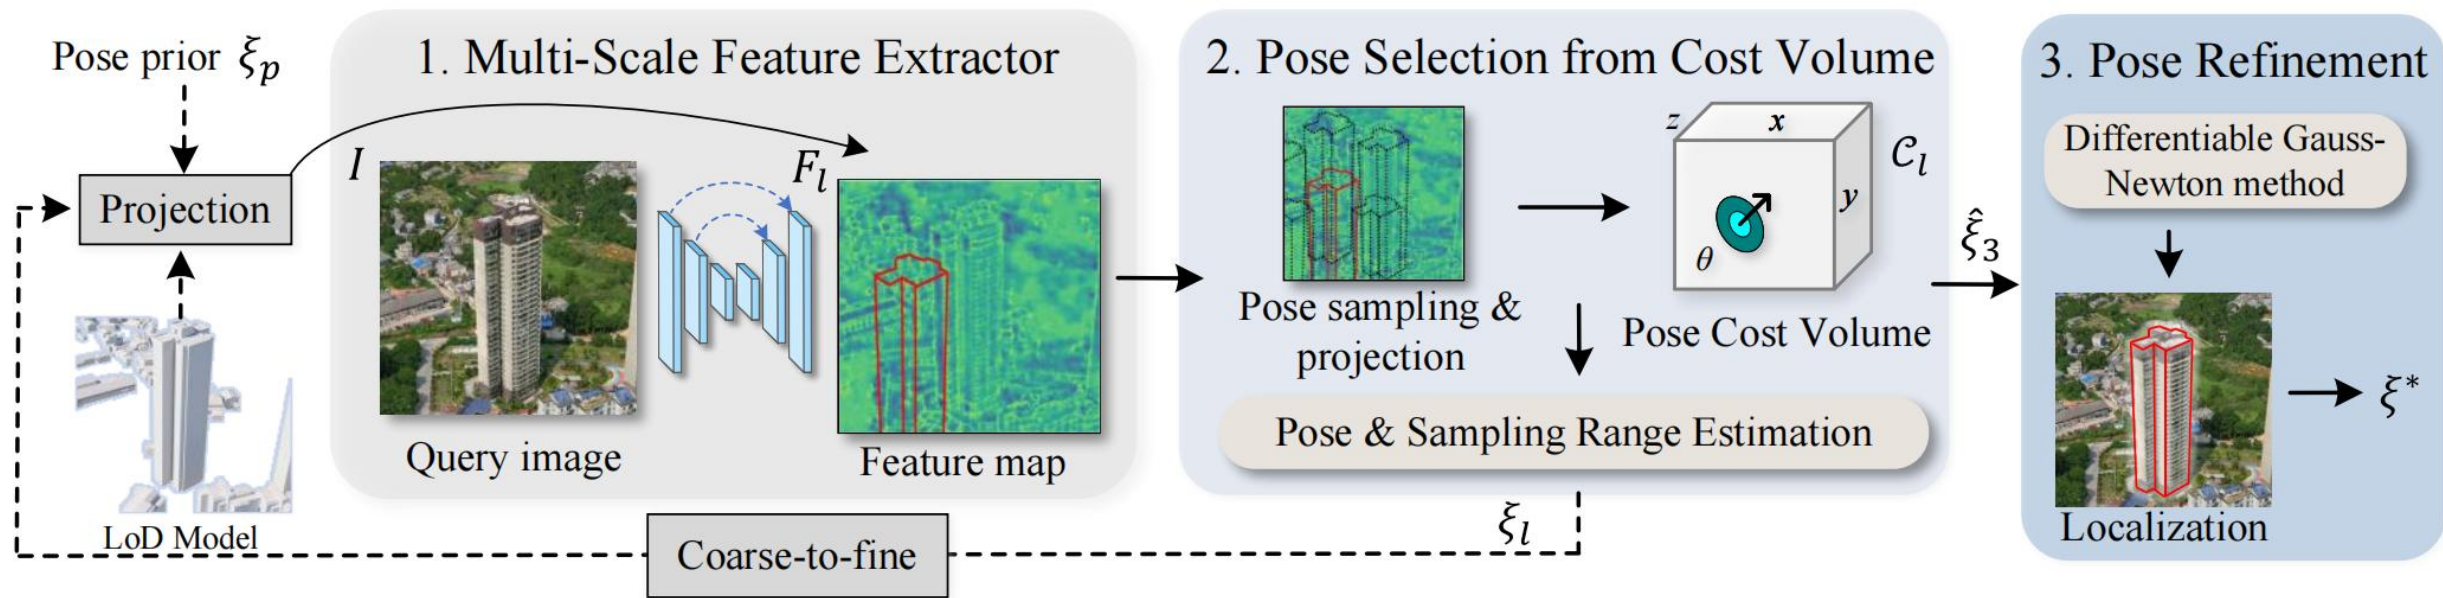 Pose prior ξp
Projection
LoD Model
1. Multi-Scale Feature Extractor
I
Fl
Query image
Feature map
2. Pose Selection from Cost Volume
z
x
y
θ
𝒞l
Pose sampling &
projection
Pose Cost Volume
Pose & Sampling Range Estimation
ξl
Coarse-to-fine
ξ̂3
3. Pose Refinement
Differentiable Gauss-
Newton method
Localization
ξ*